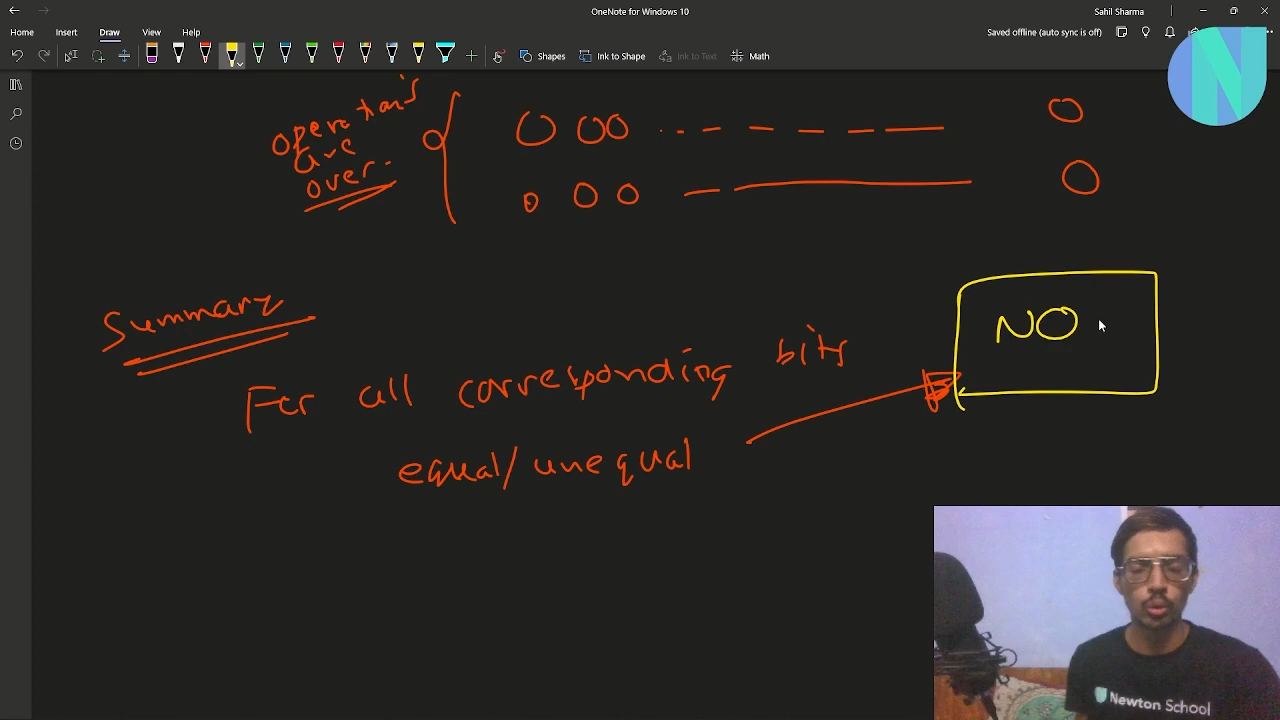 OneNote for Windows 10
Sahil Sharma
Home Insert Draw View Help
Saved offline (auto sync is off)
Shapes Ink to Shape Ink to Text Math
operations
are
over.
0 00 0
0 0 0 0
Summary
For all corresponding bits
equal/unequal
NO
Newton School